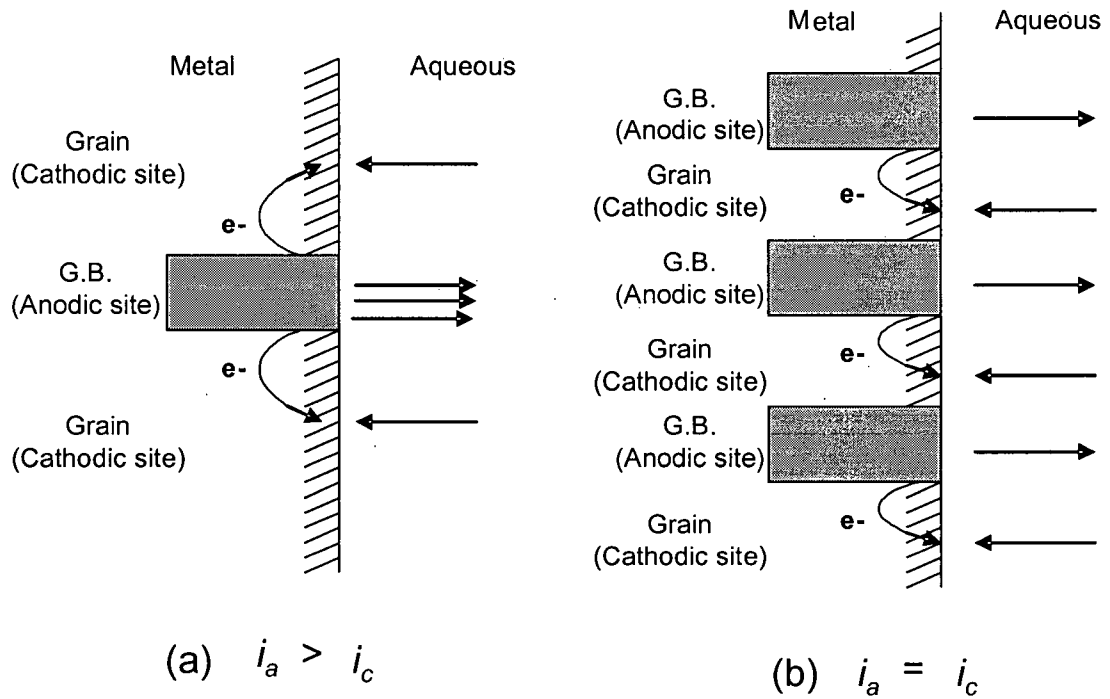 Metal
Aqueous
Grain
(Cathodic site)
e-
G.B.
(Anodic site)
e-
Grain
(Cathodic site)
(a) i_a > i_c
Metal
Aqueous
G.B.
(Anodic site)
Grain
(Cathodic site)
e-
G.B.
(Anodic site)
Grain
(Cathodic site)
e-
G.B.
(Anodic site)
Grain
(Cathodic site)
e-
(b) i_a = i_c